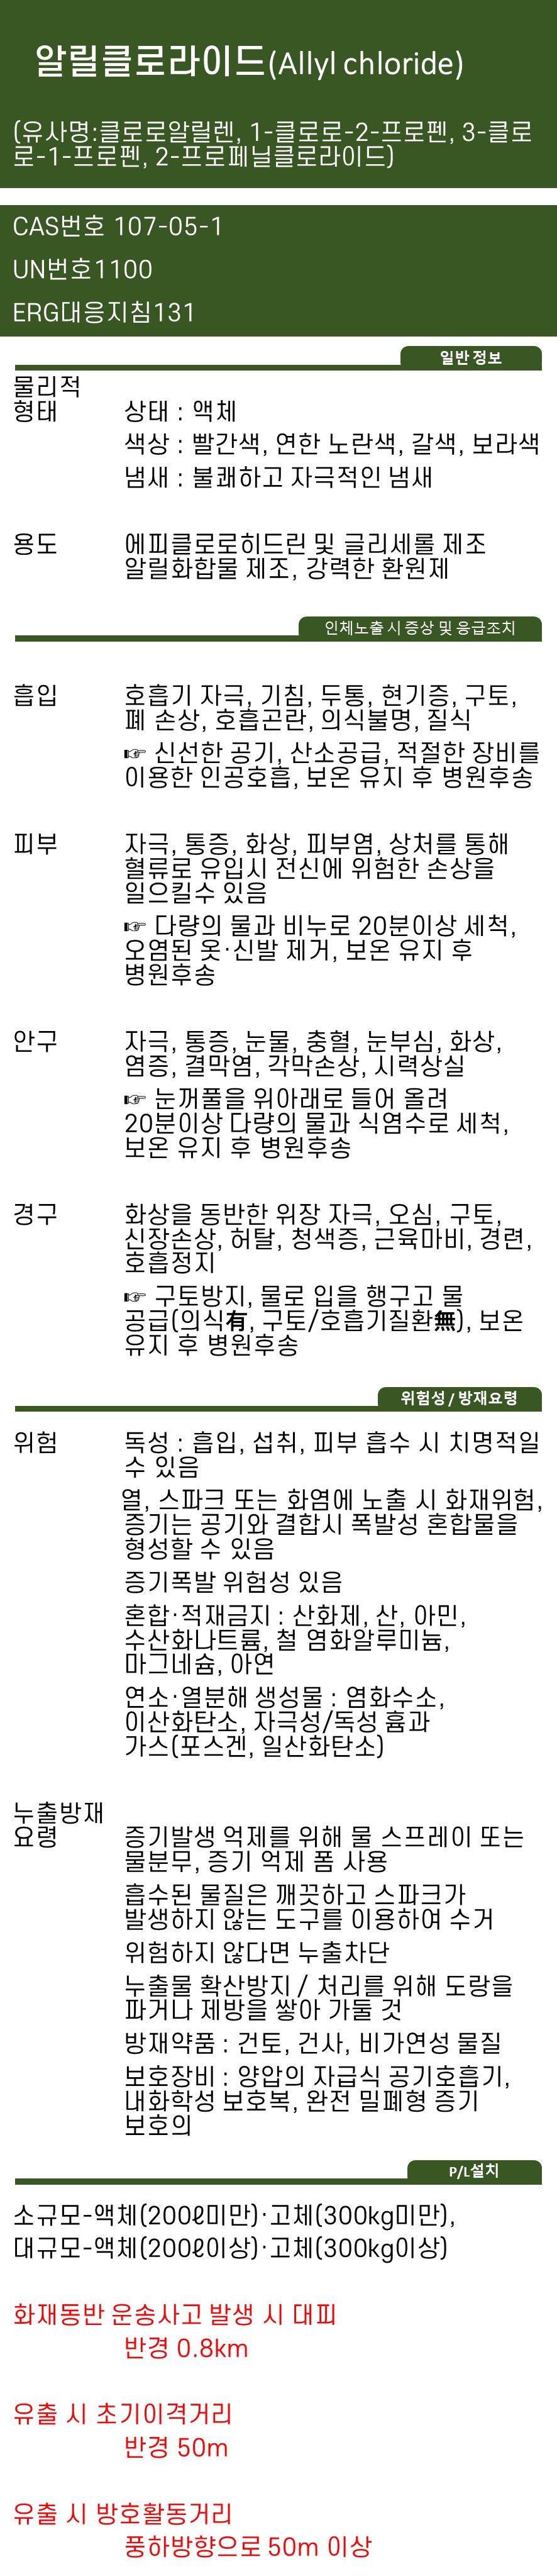 알릴클로라이드(Allyl chloride)
(유사명:클로로알릴렌, 1-클로로-2-프로펜, 3-클로
로-1-프로펜, 2-프로페닐클로라이드)
CAS번호 107-05-1
UN번호1100
ERG대응지침131
일반 정보
물리적
형태 상태 : 액체
색상 : 빨간색, 연한 노란색, 갈색, 보라색
냄새 : 불쾌하고 자극적인 냄새
용도 에피클로로히드린 및 글리세롤 제조
알릴화합물 제조, 강력한 환원제
인체노출 시 증상 및 응급조치
흡입 호흡기 자극, 기침, 두통, 현기증, 구토,
폐 손상, 호흡곤란, 의식불명, 질식
☞ 신선한 공기, 산소공급, 적절한 장비를
이용한 인공호흡, 보온 유지 후 병원후송
피부 자극, 통증, 화상, 피부염, 상처를 통해
혈류로 유입시 전신에 위험한 손상을
일으킬수 있음
☞ 다량의 물과 비누로 20분이상 세척,
오염된 옷·신발 제거, 보온 유지 후
병원후송
안구 자극, 통증, 눈물, 충혈, 눈부심, 화상,
염증, 결막염, 각막손상, 시력상실
☞ 눈꺼풀을 위아래로 들어 올려
20분이상 다량의 물과 식염수로 세척,
보온 유지 후 병원후송
경구 화상을 동반한 위장 자극, 오심, 구토,
신장손상, 허탈, 청색증, 근육마비, 경련,
호흡정지
☞ 구토방지, 물로 입을 행구고 물
공급(의식有, 구토/호흡기질환無), 보온
유지 후 병원후송
위험성 / 방재요령
위험 독성 : 흡입, 섭취, 피부 흡수 시 치명적일
수 있음
열, 스파크 또는 화염에 노출 시 화재위험,
증기는 공기와 결합시 폭발성 혼합물을
형성할 수 있음
증기폭발 위험성 있음
혼합·적재금지 : 산화제, 산, 아민,
수산화나트륨, 철 염화알루미늄,
마그네슘, 아연
연소·열분해 생성물 : 염화수소,
이산화탄소, 자극성/독성 흄과
가스(포스겐, 일산화탄소)
누출방재
요령 증기발생 억제를 위해 물 스프레이 또는
물분무, 증기 억제 폼 사용
흡수된 물질은 깨끗하고 스파크가
발생하지 않는 도구를 이용하여 수거
위험하지 않다면 누출차단
누출물 확산방지 / 처리를 위해 도랑을
파거나 제방을 쌓아 가둘 것
방재약품 : 건토, 건사, 비가연성 물질
보호장비 : 양압의 자급식 공기호흡기,
내화학성 보호복, 완전 밀폐형 증기
보호의
P/L설치
소규모-액체(200ℓ미만)·고체(300kg미만),
대규모-액체(200ℓ이상)·고체(300kg이상)
화재동반 운송사고 발생 시 대피
반경 0.8km
유출 시 초기이격거리
반경 50m
유출 시 방호활동거리
풍하방향으로 50m 이상